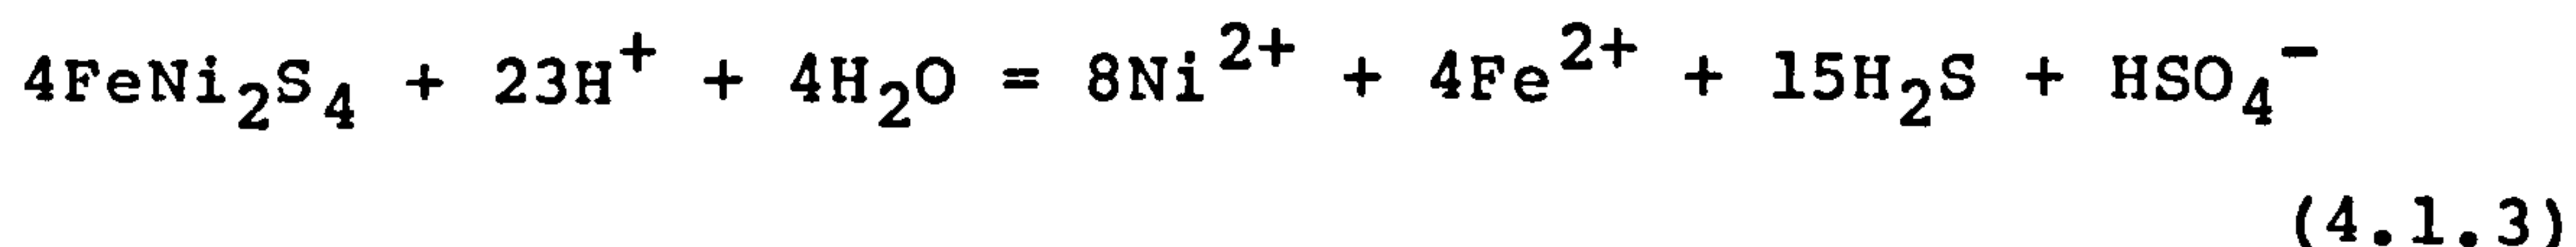 4FeNi₂S₄ + 23H⁺ + 4H₂O = 8Ni²⁺ + 4Fe²⁺ + 15H₂S + HSO₄⁻
(4.1.3)